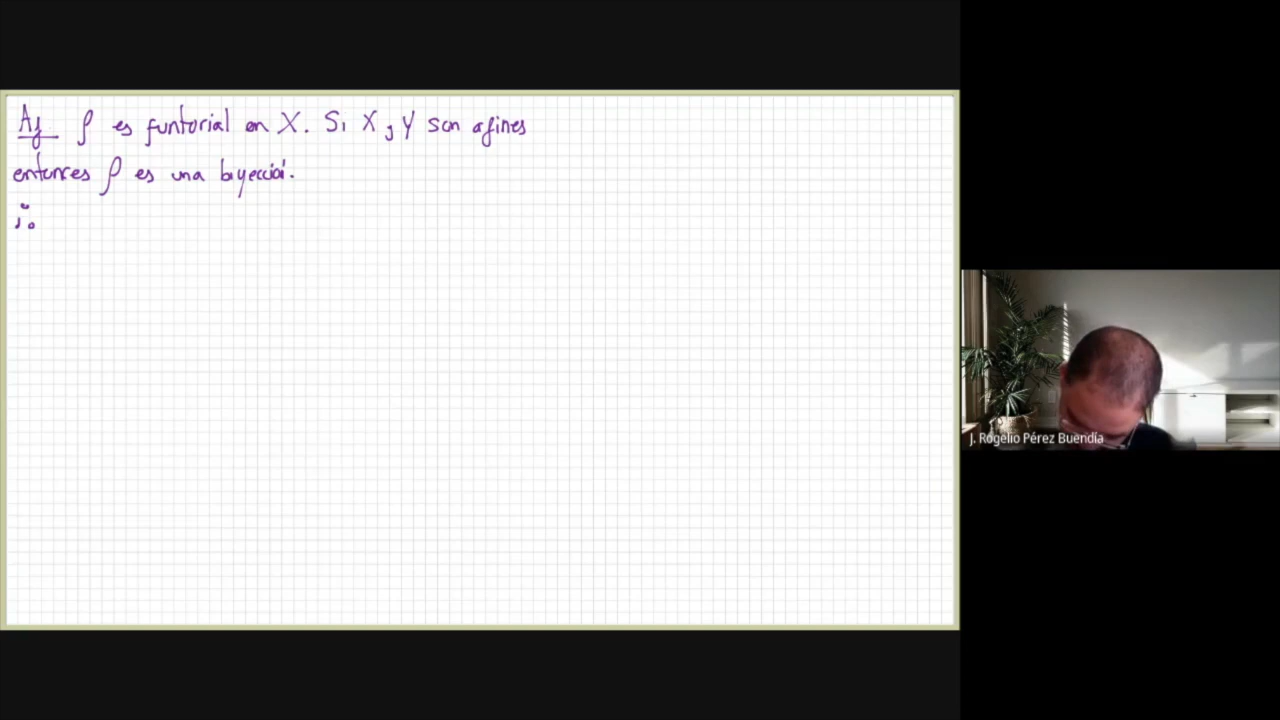 Af ρ es funtorial en X. Si X, Y son afines
entonces ρ es una biyección.
J. Rogelio Pérez Buendía